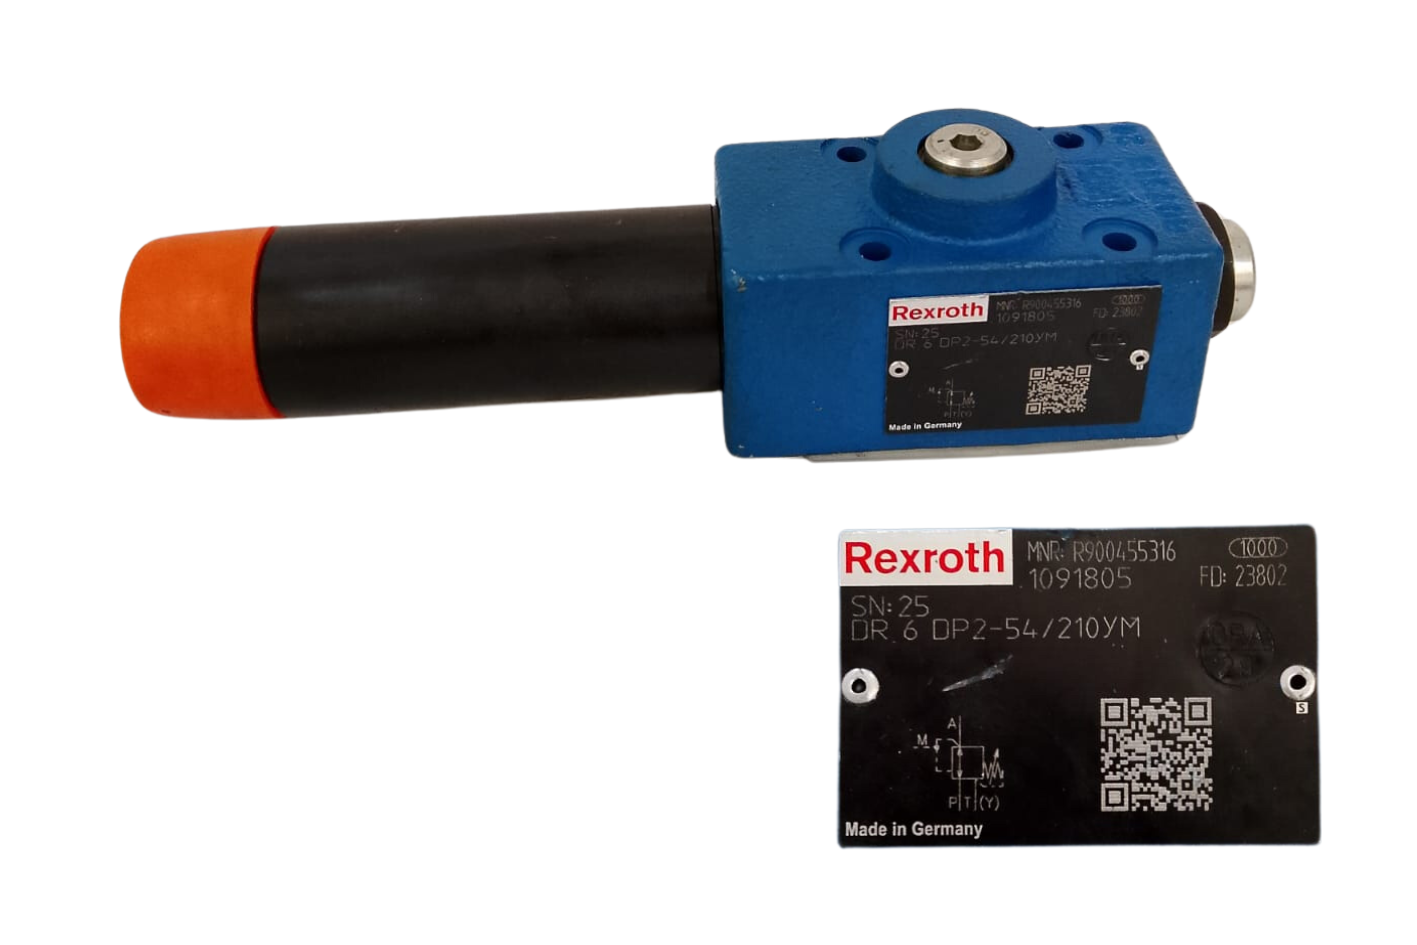 Rexroth
MNR: R900455316
1000
1091805
FD: 23802
SN: 25
DR 6 DP2-54/210YM
A
M
P T (Y)
Made in Germany
Rexroth
MNR: R900455316
1000
1091805
FD: 23802
SN: 25
DR 6 DP2-54/210YM
S
A
M
P T (Y)
Made in Germany